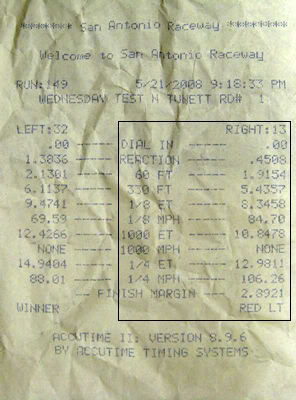 ******* San Antonio Raceway *******
Welcome to San Antonio Raceway
RUN:149 5/21/2008 9:18:33 PM
WEDNESDAY TEST N TUNETT RD# 1
LEFT:32 RIGHT:13
.00 ----- DIAL IN ----- .00
1.3836 ----- REACTION ----- .4508
2.1301 ----- 60 FT ----- 1.9154
6.1137 ----- 330 FT ----- 5.4357
9.4741 ----- 1/8 ET ----- 8.3458
69.59 ----- 1/8 MPH ----- 84.70
12.4266 ----- 1000 ET ----- 10.8478
NONE ----- 1000 MPH ----- NONE
14.9404 ----- 1/4 ET ----- 12.9811
88.01 ----- 1/4 MPH ----- 106.26
-- FINISH MARGIN --- 2.8921
WINNER RED LT
ACCUTIME II: VERSION 8.9.6
BY ACCUTIME TIMING SYSTEMS